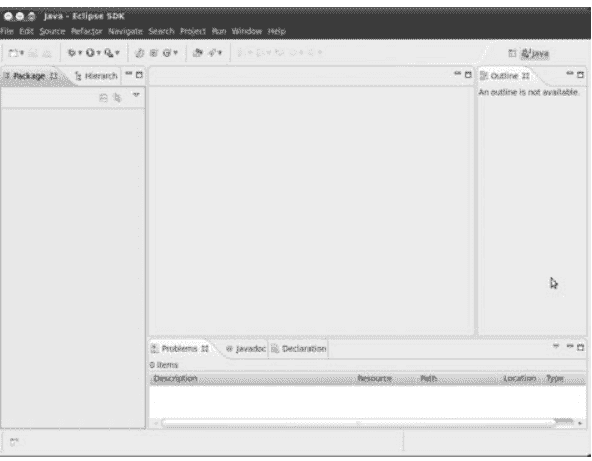 Java - Eclipse SDK
File Edit Source Refactor Navigate Search Project Run Window Help
Java
Package Hierarch
Outline
An outline is not available.
Problems @ Javadoc Declaration
0 items
Description Resource Path Location Type